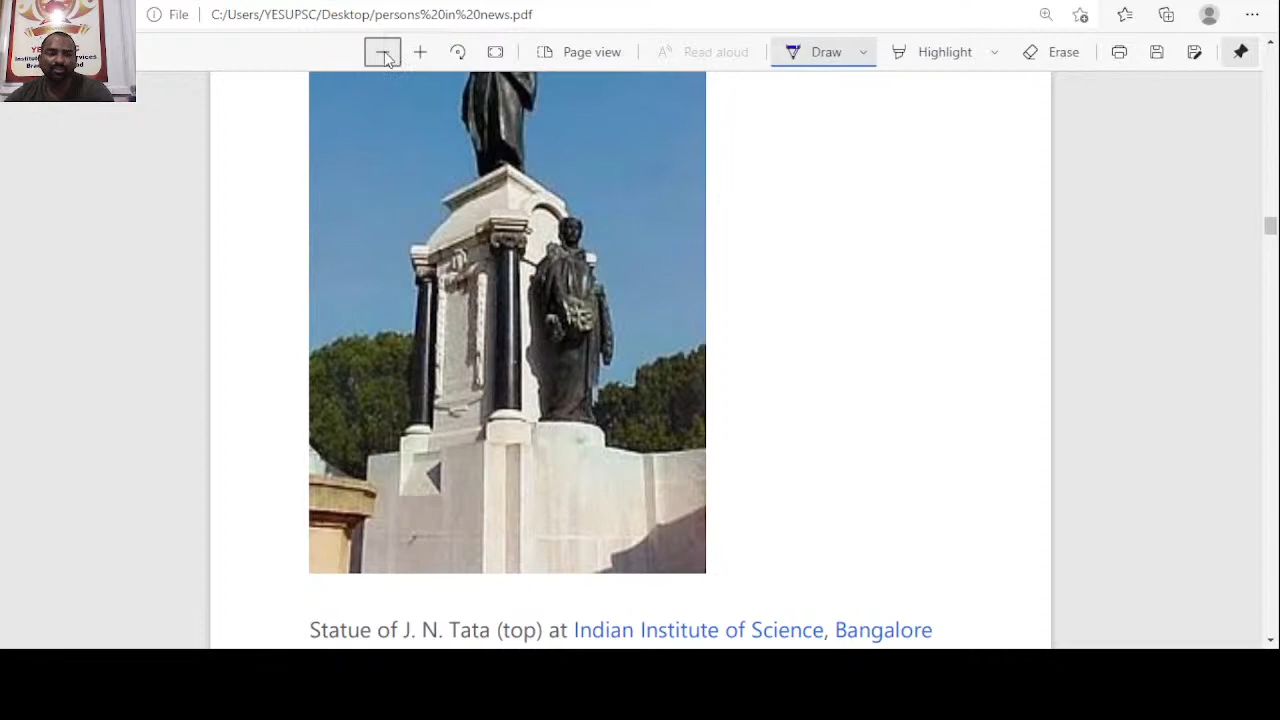 File
C:/Users/YESUPSC/Desktop/persons%20in%20news.pdf
Page view
Read aloud
Draw
Highlight
Erase
Statue of J. N. Tata (top) at Indian Institute of Science, Bangalore